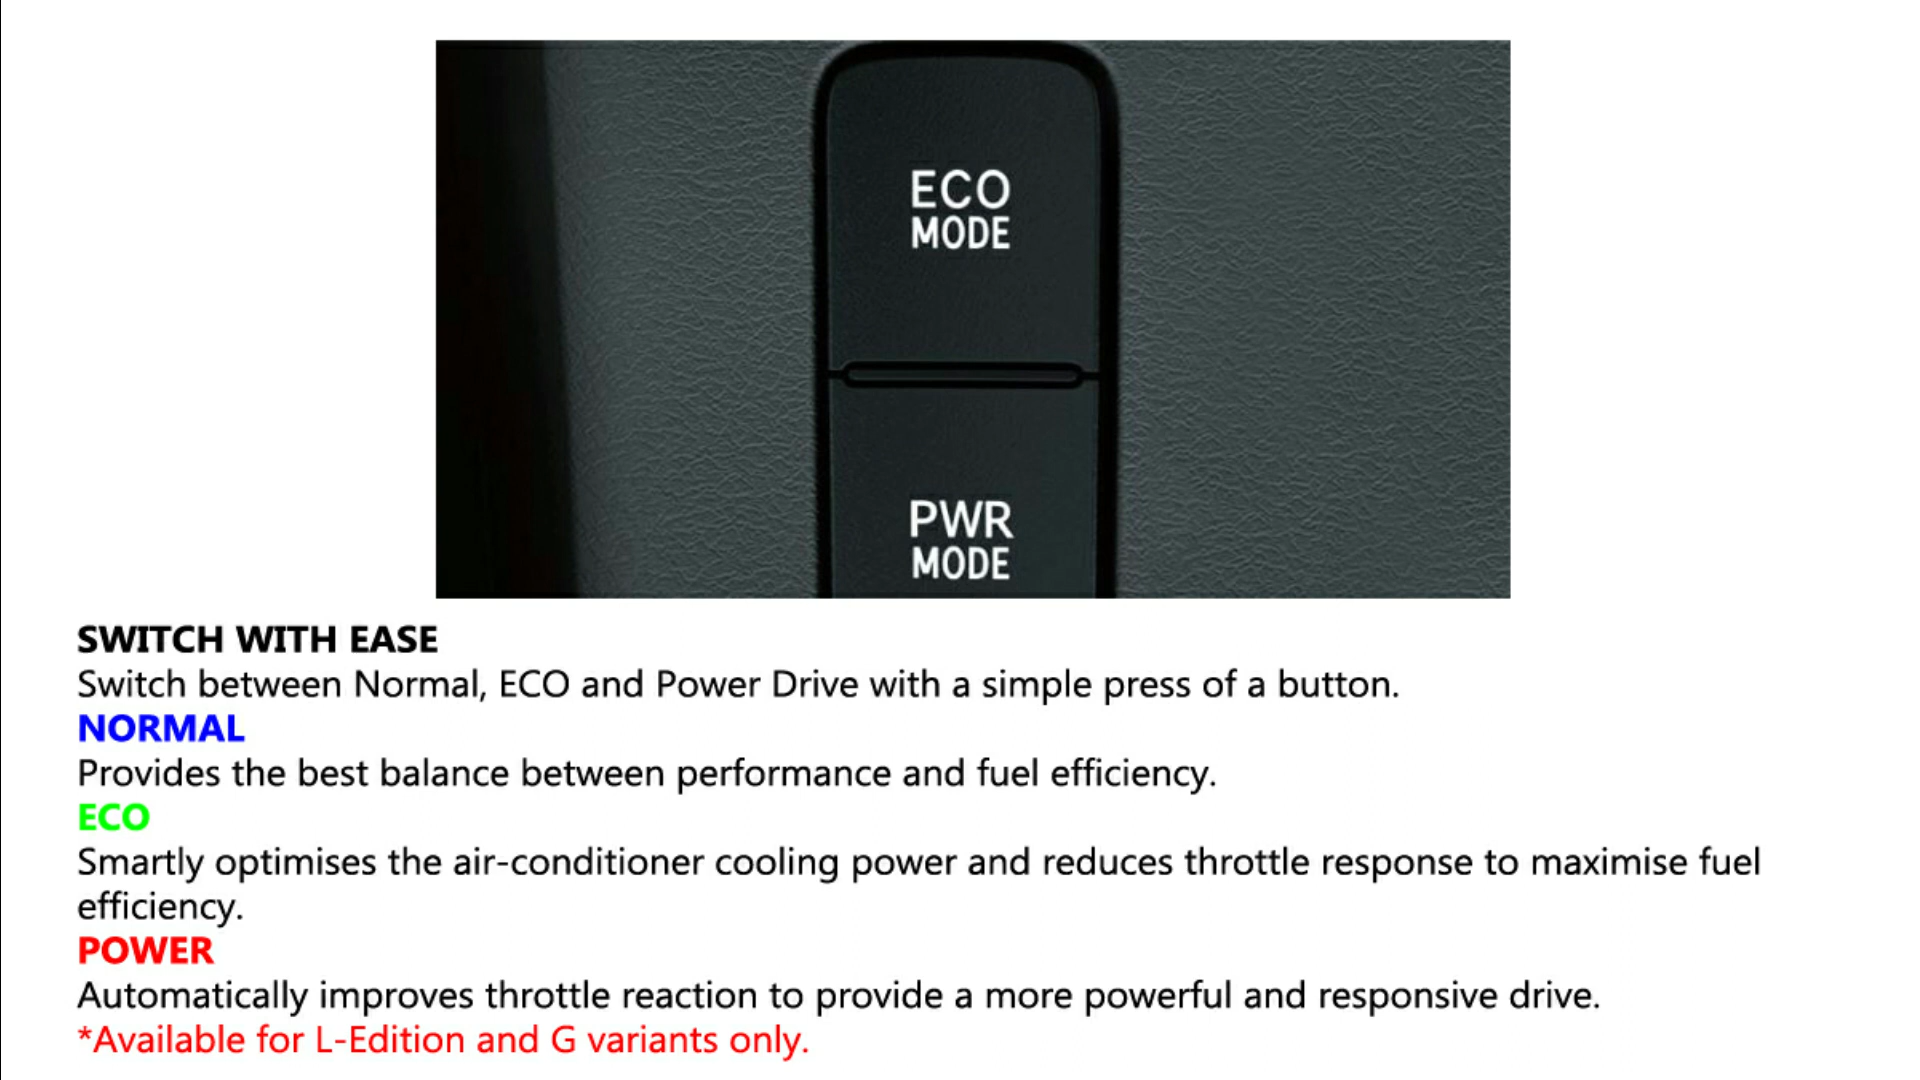 ECO
MODE
PWR
MODE
SWITCH WITH EASE
Switch between Normal, ECO and Power Drive with a simple press of a button.
NORMAL
Provides the best balance between performance and fuel efficiency.
ECO
Smartly optimises the air-conditioner cooling power and reduces throttle response to maximise fuel
efficiency.
POWER
Automatically improves throttle reaction to provide a more powerful and responsive drive.
*Available for L-Edition and G variants only.